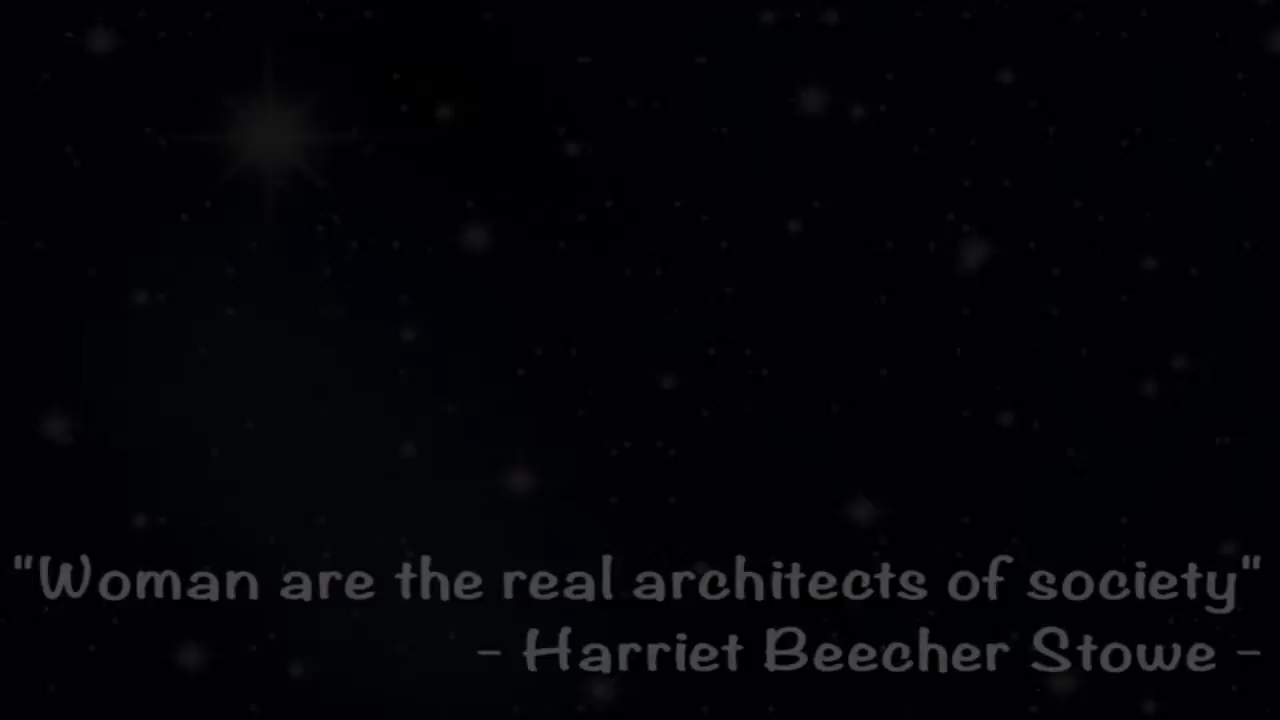 "Woman are the real architects of society"
- Harriet Beecher Stowe -